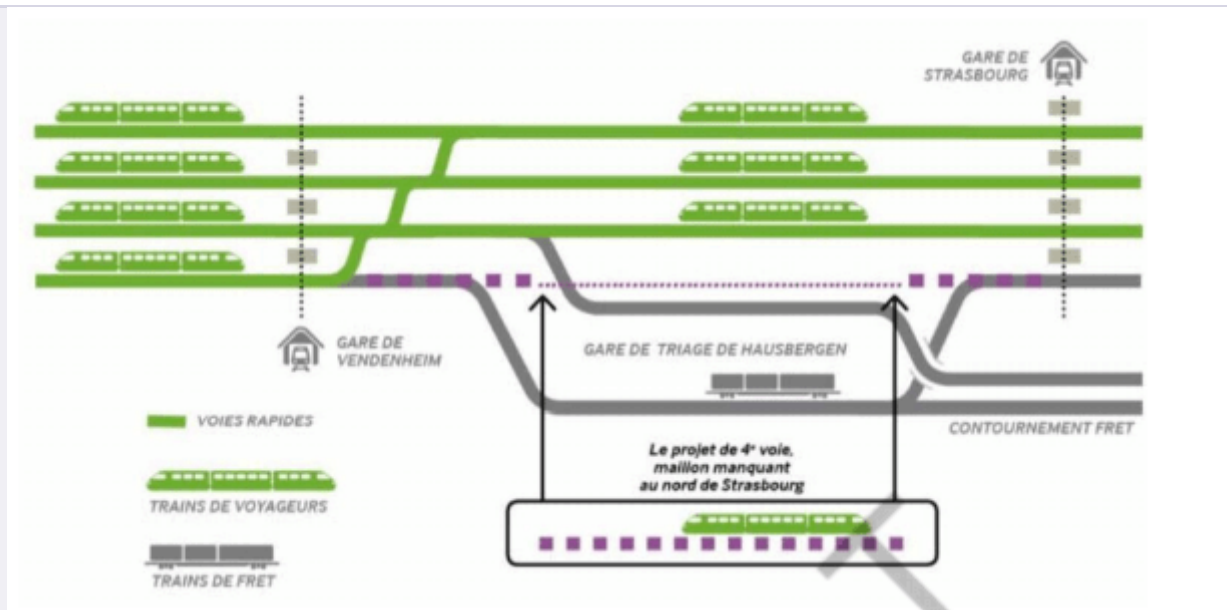 GARE DE
STRASBOURG
GARE DE
VENDENHEIM
GARE DE TRIAGE DE HAUSBERGEN
VOIES RAPIDES
CONTOURNEMENT FRET
Le projet de 4e voie,
maillon manquant
au nord de Strasbourg
TRAINS DE VOYAGEURS
TRAINS DE FRET